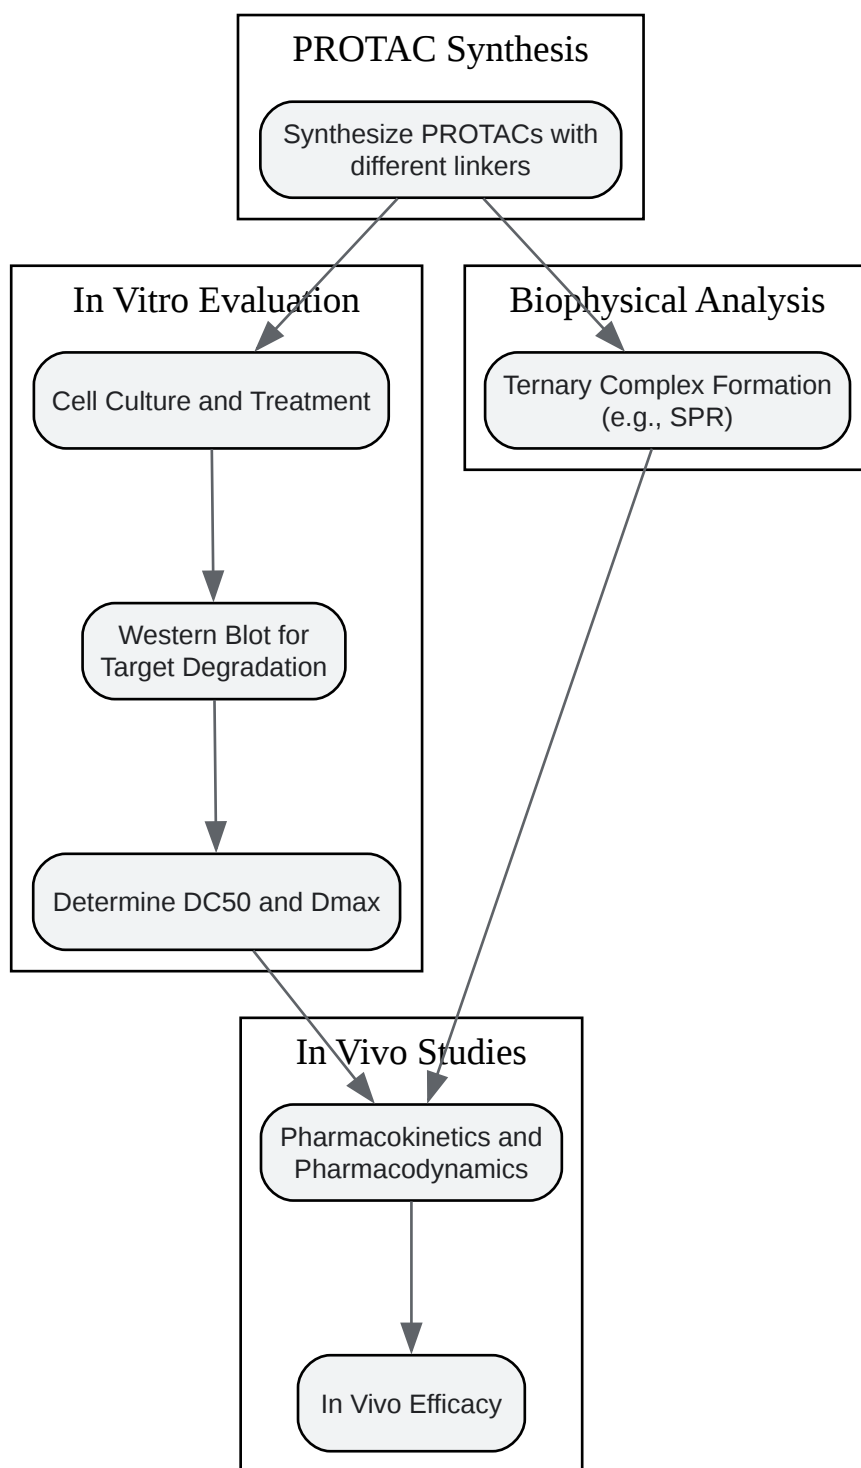 PROTAC Synthesis
Synthesize PROTACs with
different linkers
In Vitro Evaluation
Cell Culture and Treatment
Western Blot for
Target Degradation
Determine DC50 and Dmax
Biophysical Analysis
Ternary Complex Formation
(e.g., SPR)
In Vivo Studies
Pharmacokinetics and
Pharmacodynamics
In Vivo Efficacy